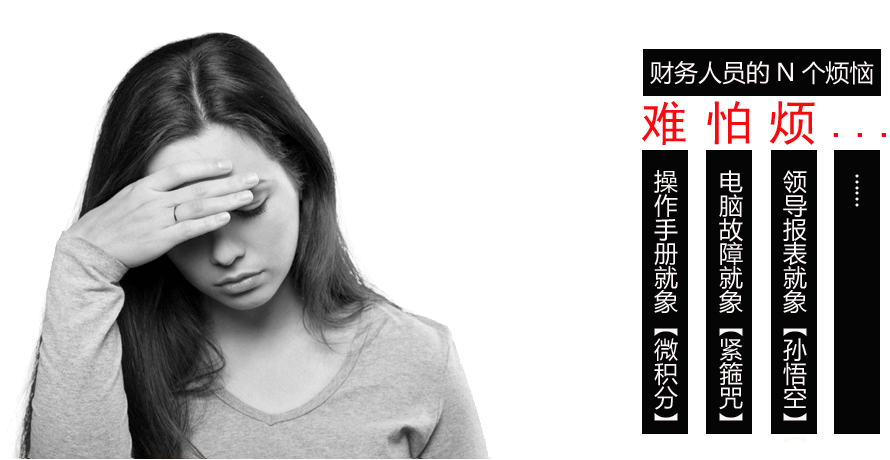 财务人员的 N 个烦恼
难 怕 烦 . . .
操作手册就象【微积分】
电脑故障就象【紧箍咒】
领导报表就象【孙悟空】
……